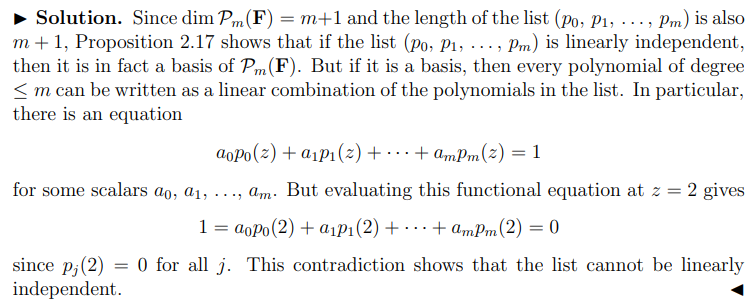 ▶ Solution. Since dim 𝒫ₘ(F) = m+1 and the length of the list (p₀, p₁, …, pₘ) is also
m + 1, Proposition 2.17 shows that if the list (p₀, p₁, …, pₘ) is linearly independent,
then it is in fact a basis of 𝒫ₘ(F). But if it is a basis, then every polynomial of degree
≤ m can be written as a linear combination of the polynomials in the list. In particular,
there is an equation
a₀p₀(z) + a₁p₁(z) + ⋯ + aₘpₘ(z) = 1
for some scalars a₀, a₁, …, aₘ. But evaluating this functional equation at z = 2 gives
1 = a₀p₀(2) + a₁p₁(2) + ⋯ + aₘpₘ(2) = 0
since pⱼ(2) = 0 for all j. This contradiction shows that the list cannot be linearly
independent. ◀